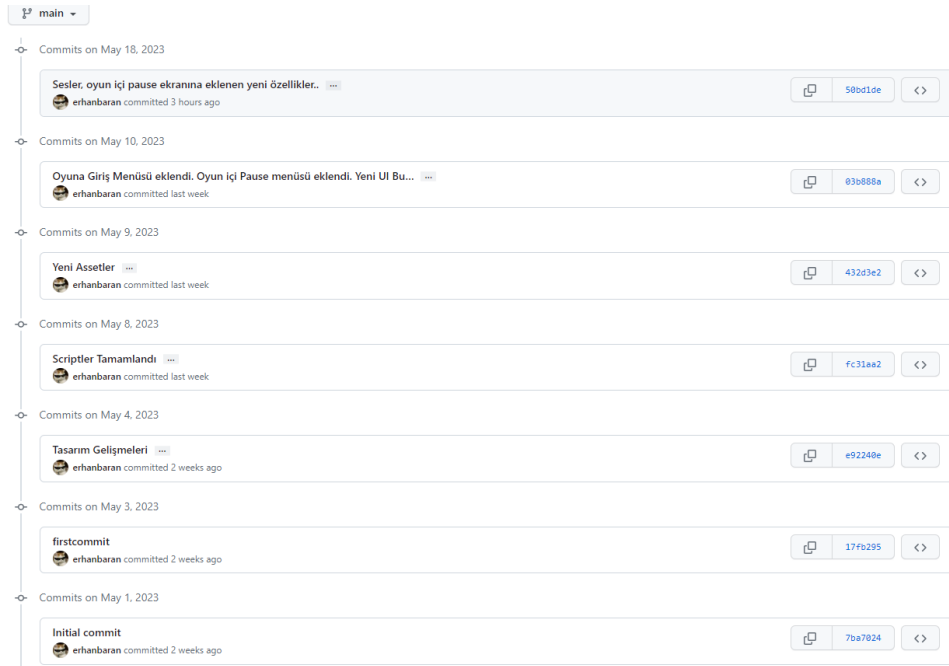 main
Commits on May 18, 2023
Sesler, oyun içi pause ekranına eklenen yeni özellikler.. ...
50bd1de
erhanbaran committed 3 hours ago
Commits on May 10, 2023
Oyuna Giriş Menüsü eklendi. Oyun içi Pause menüsü eklendi. Yeni UI Bu... ...
03b888a
erhanbaran committed last week
Commits on May 9, 2023
Yeni Assetler ...
432d3e2
erhanbaran committed last week
Commits on May 8, 2023
Scriptler Tamamlandı ...
fc31aa2
erhanbaran committed last week
Commits on May 4, 2023
Tasarım Gelişmeleri ...
e92240e
erhanbaran committed 2 weeks ago
Commits on May 3, 2023
firstcommit
17fb295
erhanbaran committed 2 weeks ago
Commits on May 1, 2023
Initial commit
7ba7024
erhanbaran committed 2 weeks ago